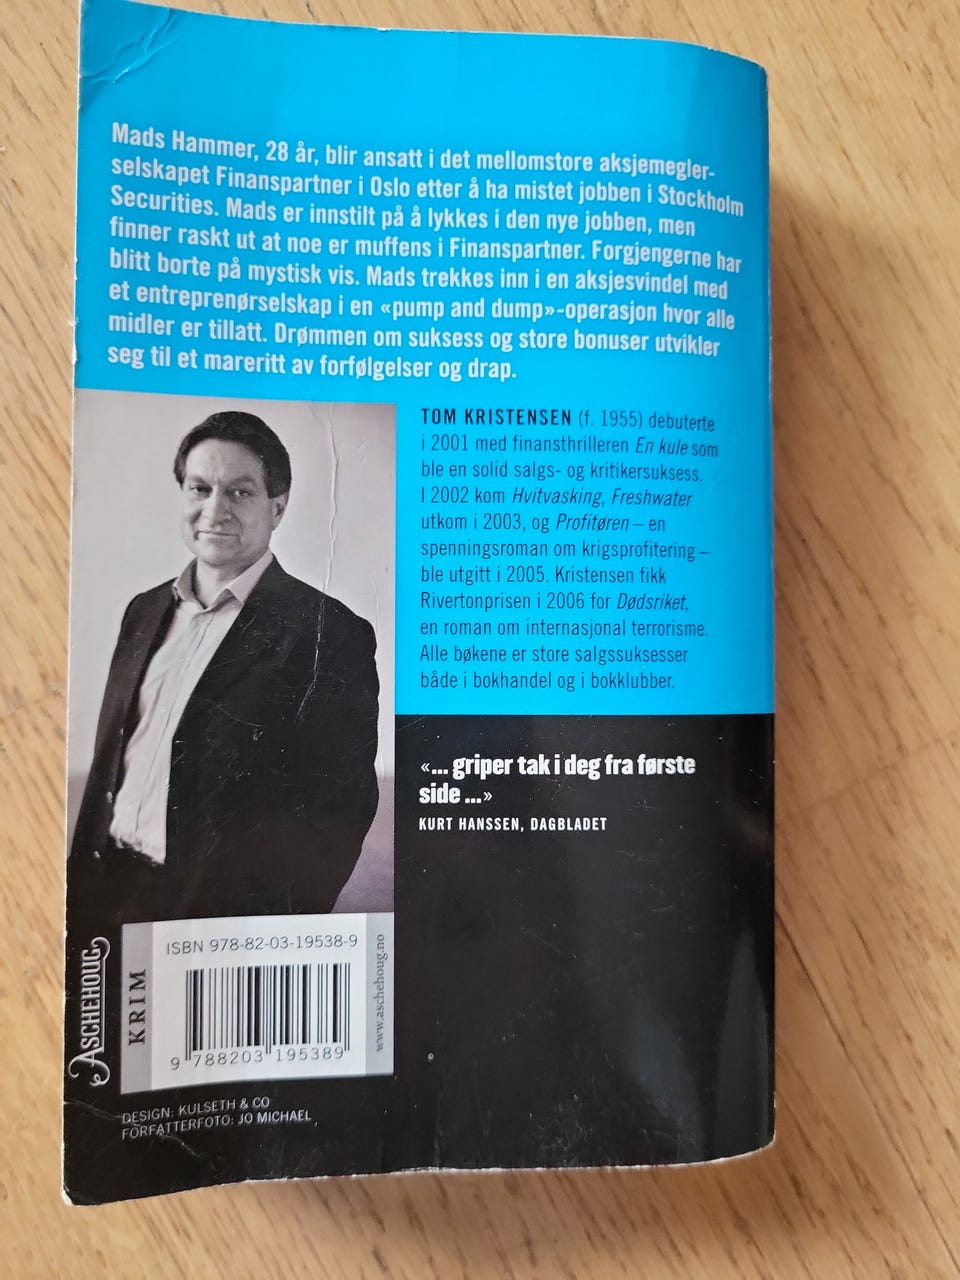 Mads Hammer, 28 år, blir ansatt i det mellomstore aksjemegler-
selskapet Finanspartner i Oslo etter å ha mistet jobben i Stockholm
Securities. Mads er innstilt på å lykkes i den nye jobben, men
finner raskt ut at noe er muffens i Finanspartner. Forgjengerne har
blitt borte på mystisk vis. Mads trekkes inn i en aksjesvindel med
et entreprenørselskap i en «pump and dump»-operasjon hvor alle
midler er tillatt. Drømmen om suksess og store bonuser utvikler
seg til et mareritt av forfølgelser og drap.
TOM KRISTENSEN (f. 1955) debuterte
i 2001 med finansthrilleren En kule som
ble en solid salgs- og kritikersuksess.
I 2002 kom Hvitvasking, Freshwater
utkom i 2003, og Profitøren – en
spenningsroman om krigsprofitering –
ble utgitt i 2005. Kristensen fikk
Rivertonprisen i 2006 for Dødsriket,
en roman om internasjonal terrorisme.
Alle bøkene er store salgssuksesser
både i bokhandel og i bokklubber.
«... griper tak i deg fra første
side ...»
KURT HANSSEN, DAGBLADET
ASCHEHOUG
KRIM
ISBN 978-82-03-19538-9
9 788203 195389
www.aschehoug.no
DESIGN: KULSETH & CO
FORFATTERFOTO: JO MICHAEL